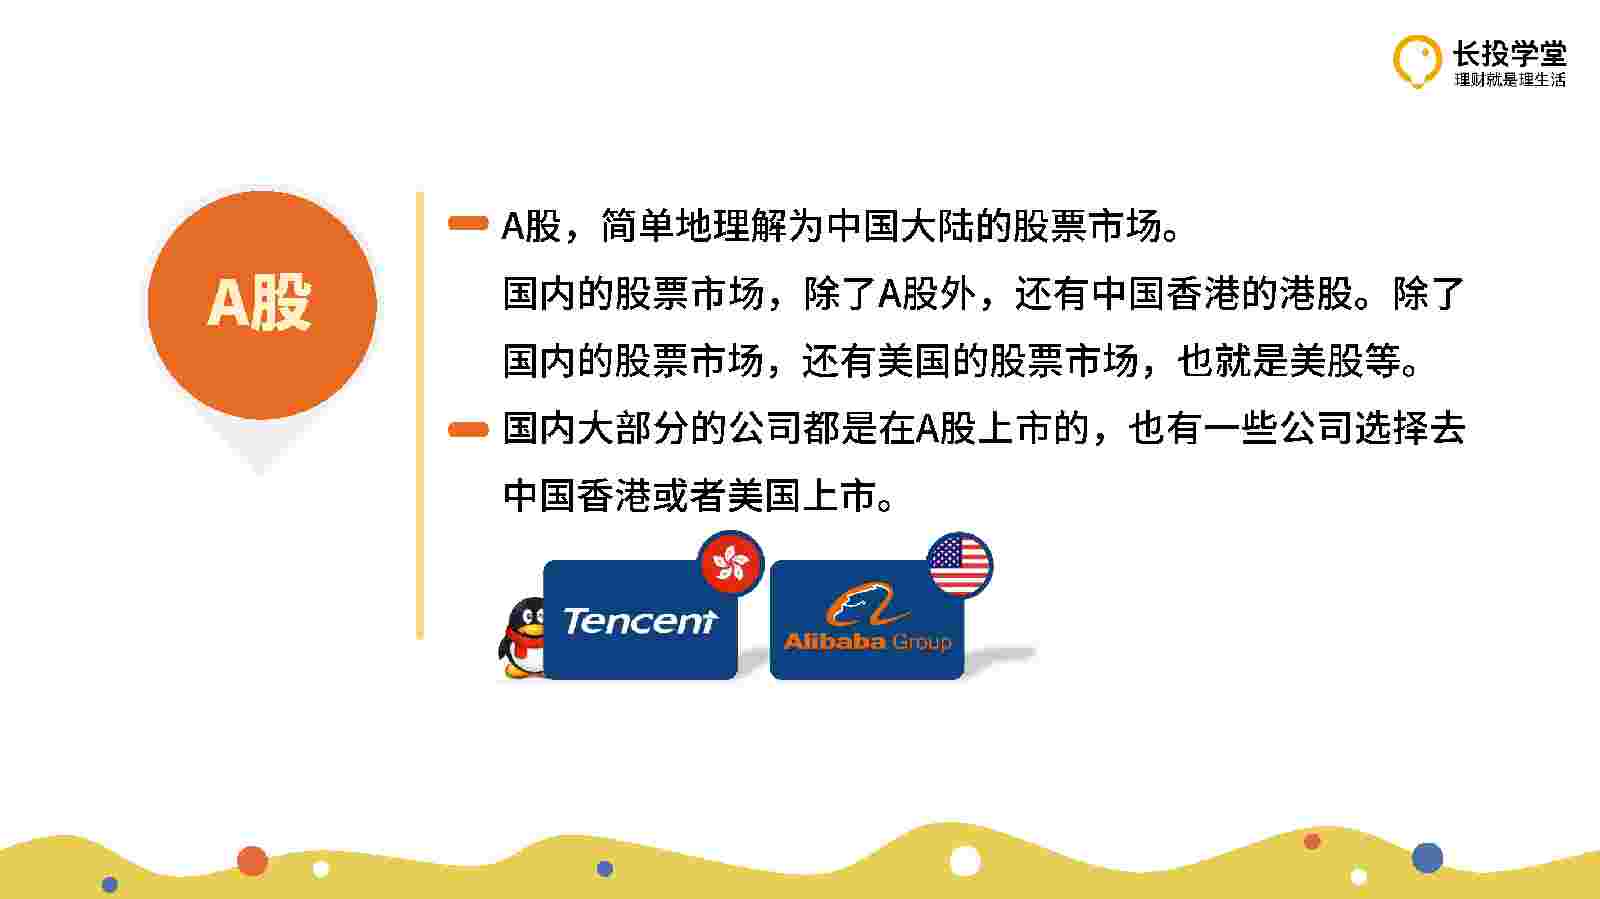 长投学堂
理财就是理生活
A股
A股，简单地理解为中国大陆的股票市场。
国内的股票市场，除了A股外，还有中国香港的港股。除了
国内的股票市场，还有美国的股票市场，也就是美股等。
国内大部分的公司都是在A股上市的，也有一些公司选择去
中国香港或者美国上市。
Tencent
Alibaba Group